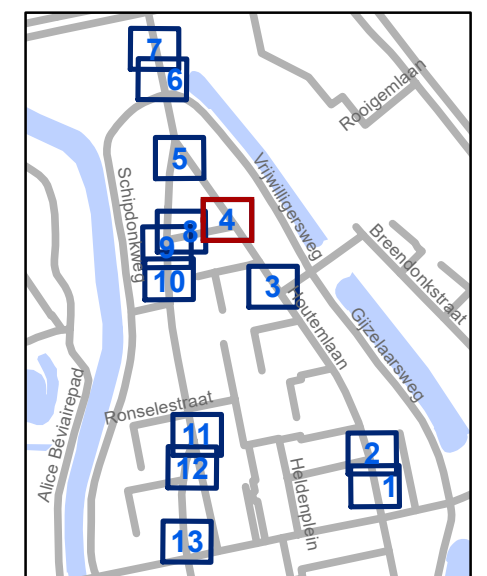 7
6
Rooigemlaan
5
Vrijwilligersweg
Schipdonkweg
4
8
9
Breendonkstraat
10
3
Houtemlaan
Gijzelaarsweg
Alice Béviairepad
Ronselestraat
11
2
12
Heldenplein
1
13